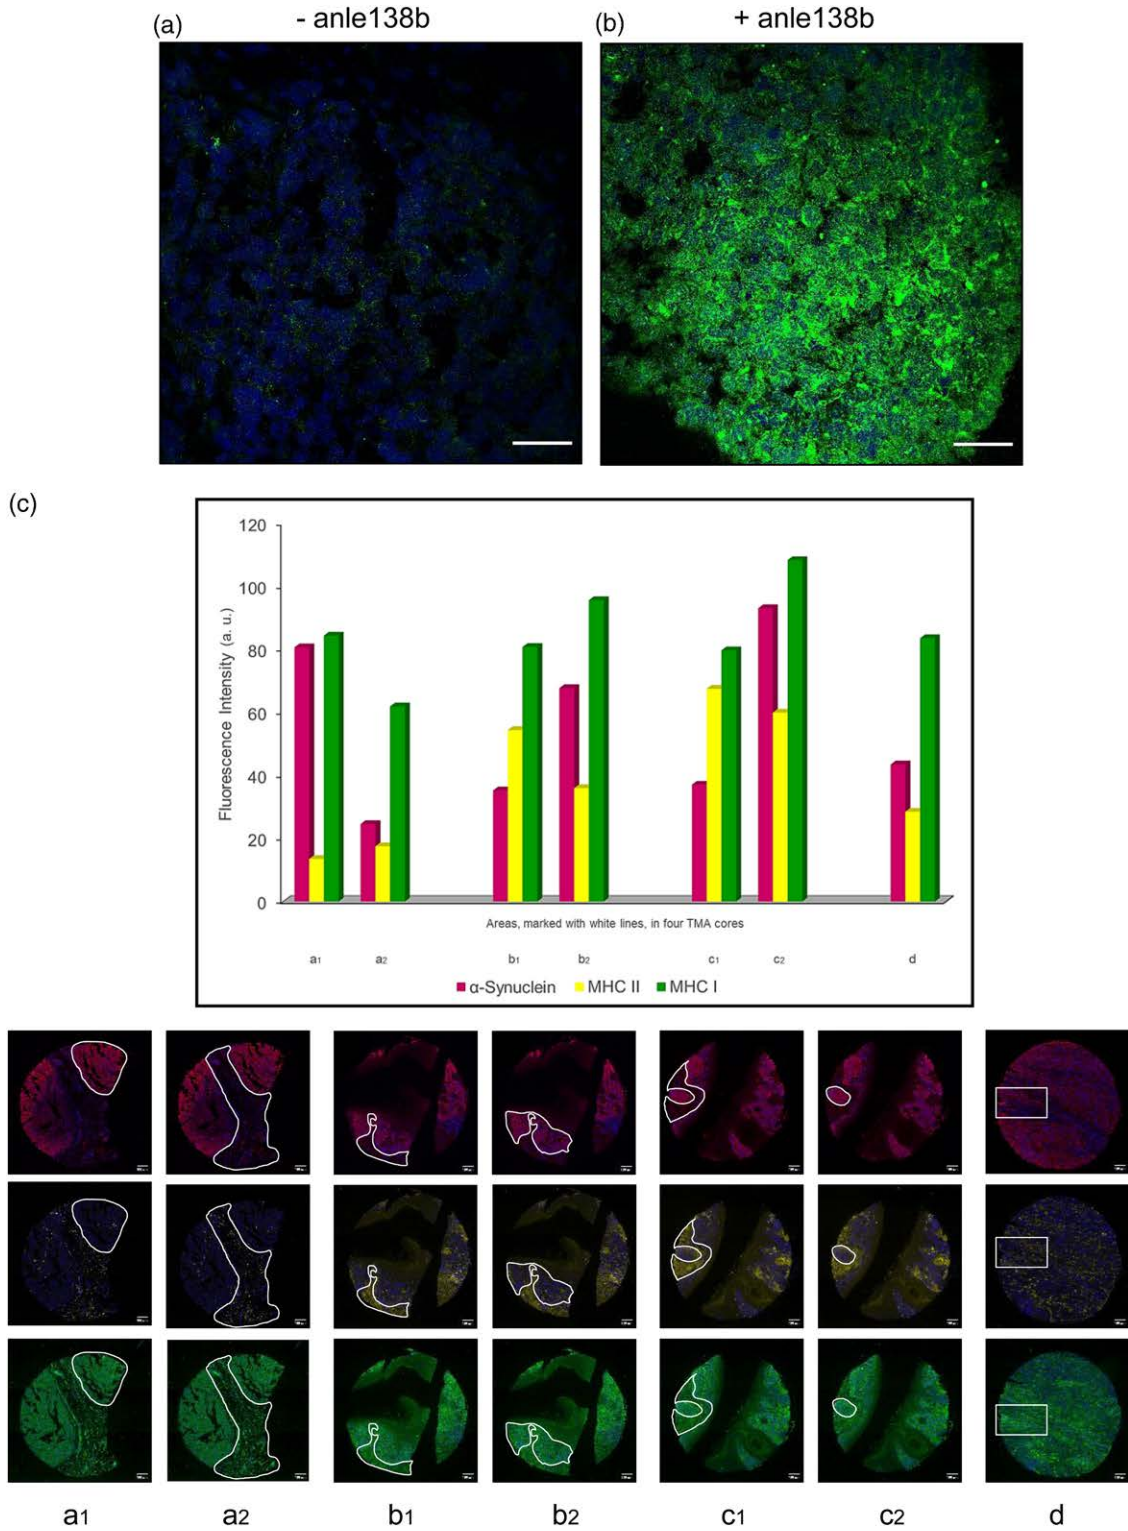 (a) - anle138b
(b) + anle138b
(c)
120
100
80
60
40
20
0
Fluorescence Intensity (a. u.)
Areas, marked with white lines, in four TMA cores
a1 a2 b1 b2 c1 c2 d
α-Synuclein MHC II MHC I
a1 a2 b1 b2 c1 c2 d